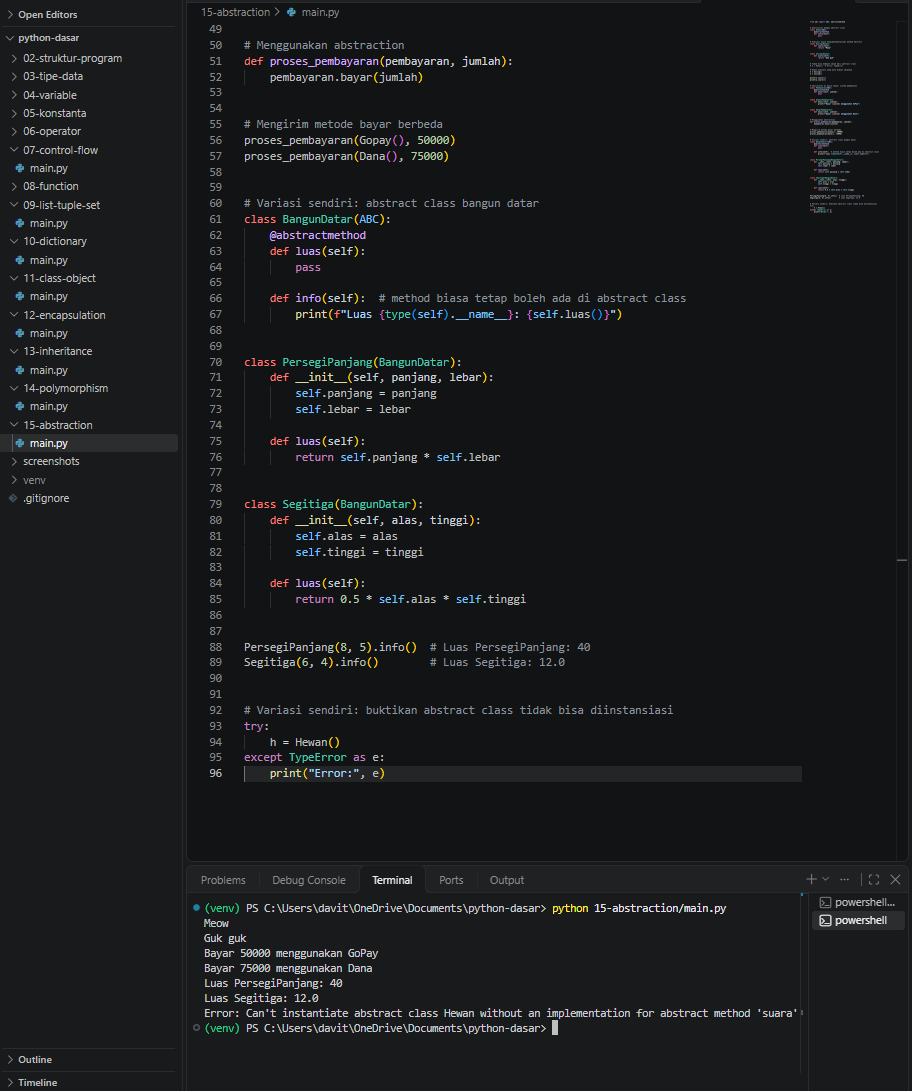 Open Editors
python-dasar
02-struktur-program
03-tipe-data
04-variable
05-konstanta
06-operator
07-control-flow
main.py
08-function
09-list-tuple-set
main.py
10-dictionary
main.py
11-class-object
main.py
12-encapsulation
main.py
13-inheritance
main.py
14-polymorphism
main.py
15-abstraction
main.py
screenshots
venv
.gitignore
Outline
Timeline
15-abstraction > main.py
49
50 # Menggunakan abstraction
51 def proses_pembayaran(pembayaran, jumlah):
52     pembayaran.bayar(jumlah)
53
54
55 # Mengirim metode bayar berbeda
56 proses_pembayaran(Gopay(), 50000)
57 proses_pembayaran(Dana(), 75000)
58
59
60 # Variasi sendiri: abstract class bangun datar
61 class BangunDatar(ABC):
62     @abstractmethod
63     def luas(self):
64         pass
65
66     def info(self):  # method biasa tetap boleh ada di abstract class
67         print(f"Luas {type(self).__name__}: {self.luas()}")
68
69
70 class PersegiPanjang(BangunDatar):
71     def __init__(self, panjang, lebar):
72         self.panjang = panjang
73         self.lebar = lebar
74
75     def luas(self):
76         return self.panjang * self.lebar
77
78
79 class Segitiga(BangunDatar):
80     def __init__(self, alas, tinggi):
81         self.alas = alas
82         self.tinggi = tinggi
83
84     def luas(self):
85         return 0.5 * self.alas * self.tinggi
86
87
88 PersegiPanjang(8, 5).info()  # Luas PersegiPanjang: 40
89 Segitiga(6, 4).info()        # Luas Segitiga: 12.0
90
91
92 # Variasi sendiri: buktikan abstract class tidak bisa diinstansiasi
93 try:
94     h = Hewan()
95 except TypeError as e:
96     print("Error:", e)
Problems Debug Console Terminal Ports Output
(venv) PS C:\Users\davit\OneDrive\Documents\python-dasar> python 15-abstraction/main.py
Meow
Guk guk
Bayar 50000 menggunakan GoPay
Bayar 75000 menggunakan Dana
Luas PersegiPanjang: 40
Luas Segitiga: 12.0
Error: Can't instantiate abstract class Hewan without an implementation for abstract method 'suara'
(venv) PS C:\Users\davit\OneDrive\Documents\python-dasar>
powershell...
powershell